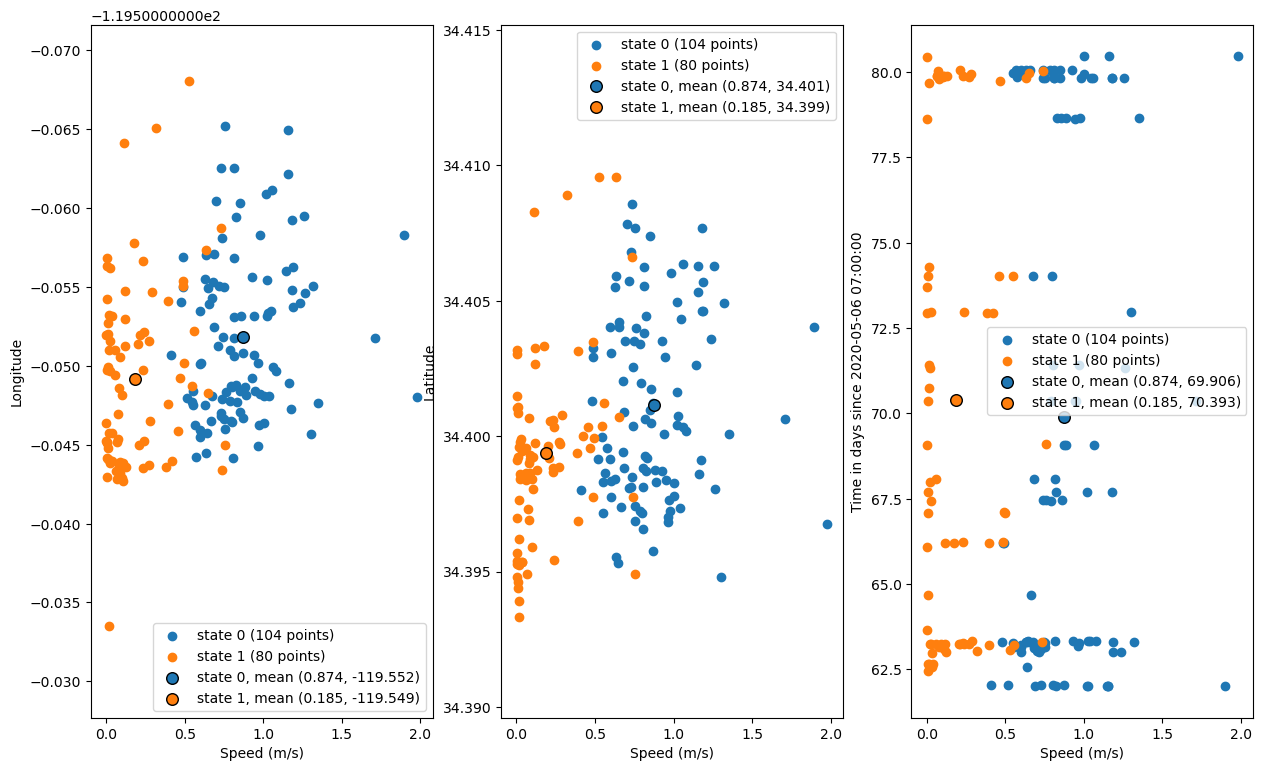 −1.1950000000e2
−0.070
−0.065
−0.060
−0.055
−0.050
−0.045
−0.040
−0.035
−0.030
Longitude
0.0 0.5 1.0 1.5 2.0
Speed (m/s)
state 0 (104 points)
state 1 (80 points)
state 0, mean (0.874, -119.552)
state 1, mean (0.185, -119.549)
34.415
34.410
34.405
34.400
34.395
34.390
Latitude
0.0 0.5 1.0 1.5 2.0
Speed (m/s)
state 0 (104 points)
state 1 (80 points)
state 0, mean (0.874, 34.401)
state 1, mean (0.185, 34.399)
80.0
77.5
75.0
72.5
70.0
67.5
65.0
62.5
Time in days since 2020-05-06 07:00:00
0.0 0.5 1.0 1.5 2.0
Speed (m/s)
state 0 (104 points)
state 1 (80 points)
state 0, mean (0.874, 69.906)
state 1, mean (0.185, 70.393)